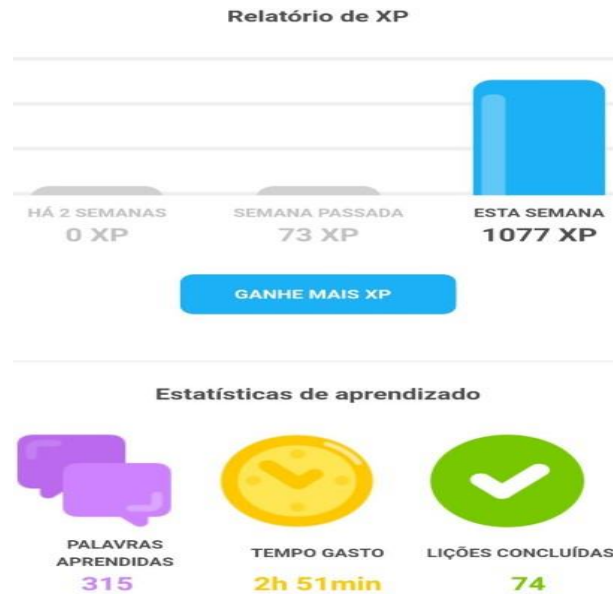 Relatório de XP
HÁ 2 SEMANAS
0 XP
SEMANA PASSADA
73 XP
ESTA SEMANA
1077 XP
GANHE MAIS XP
Estatísticas de aprendizado
PALAVRAS
APRENDIDAS
315
TEMPO GASTO
2h 51min
LIÇÕES CONCLUÍDAS
74